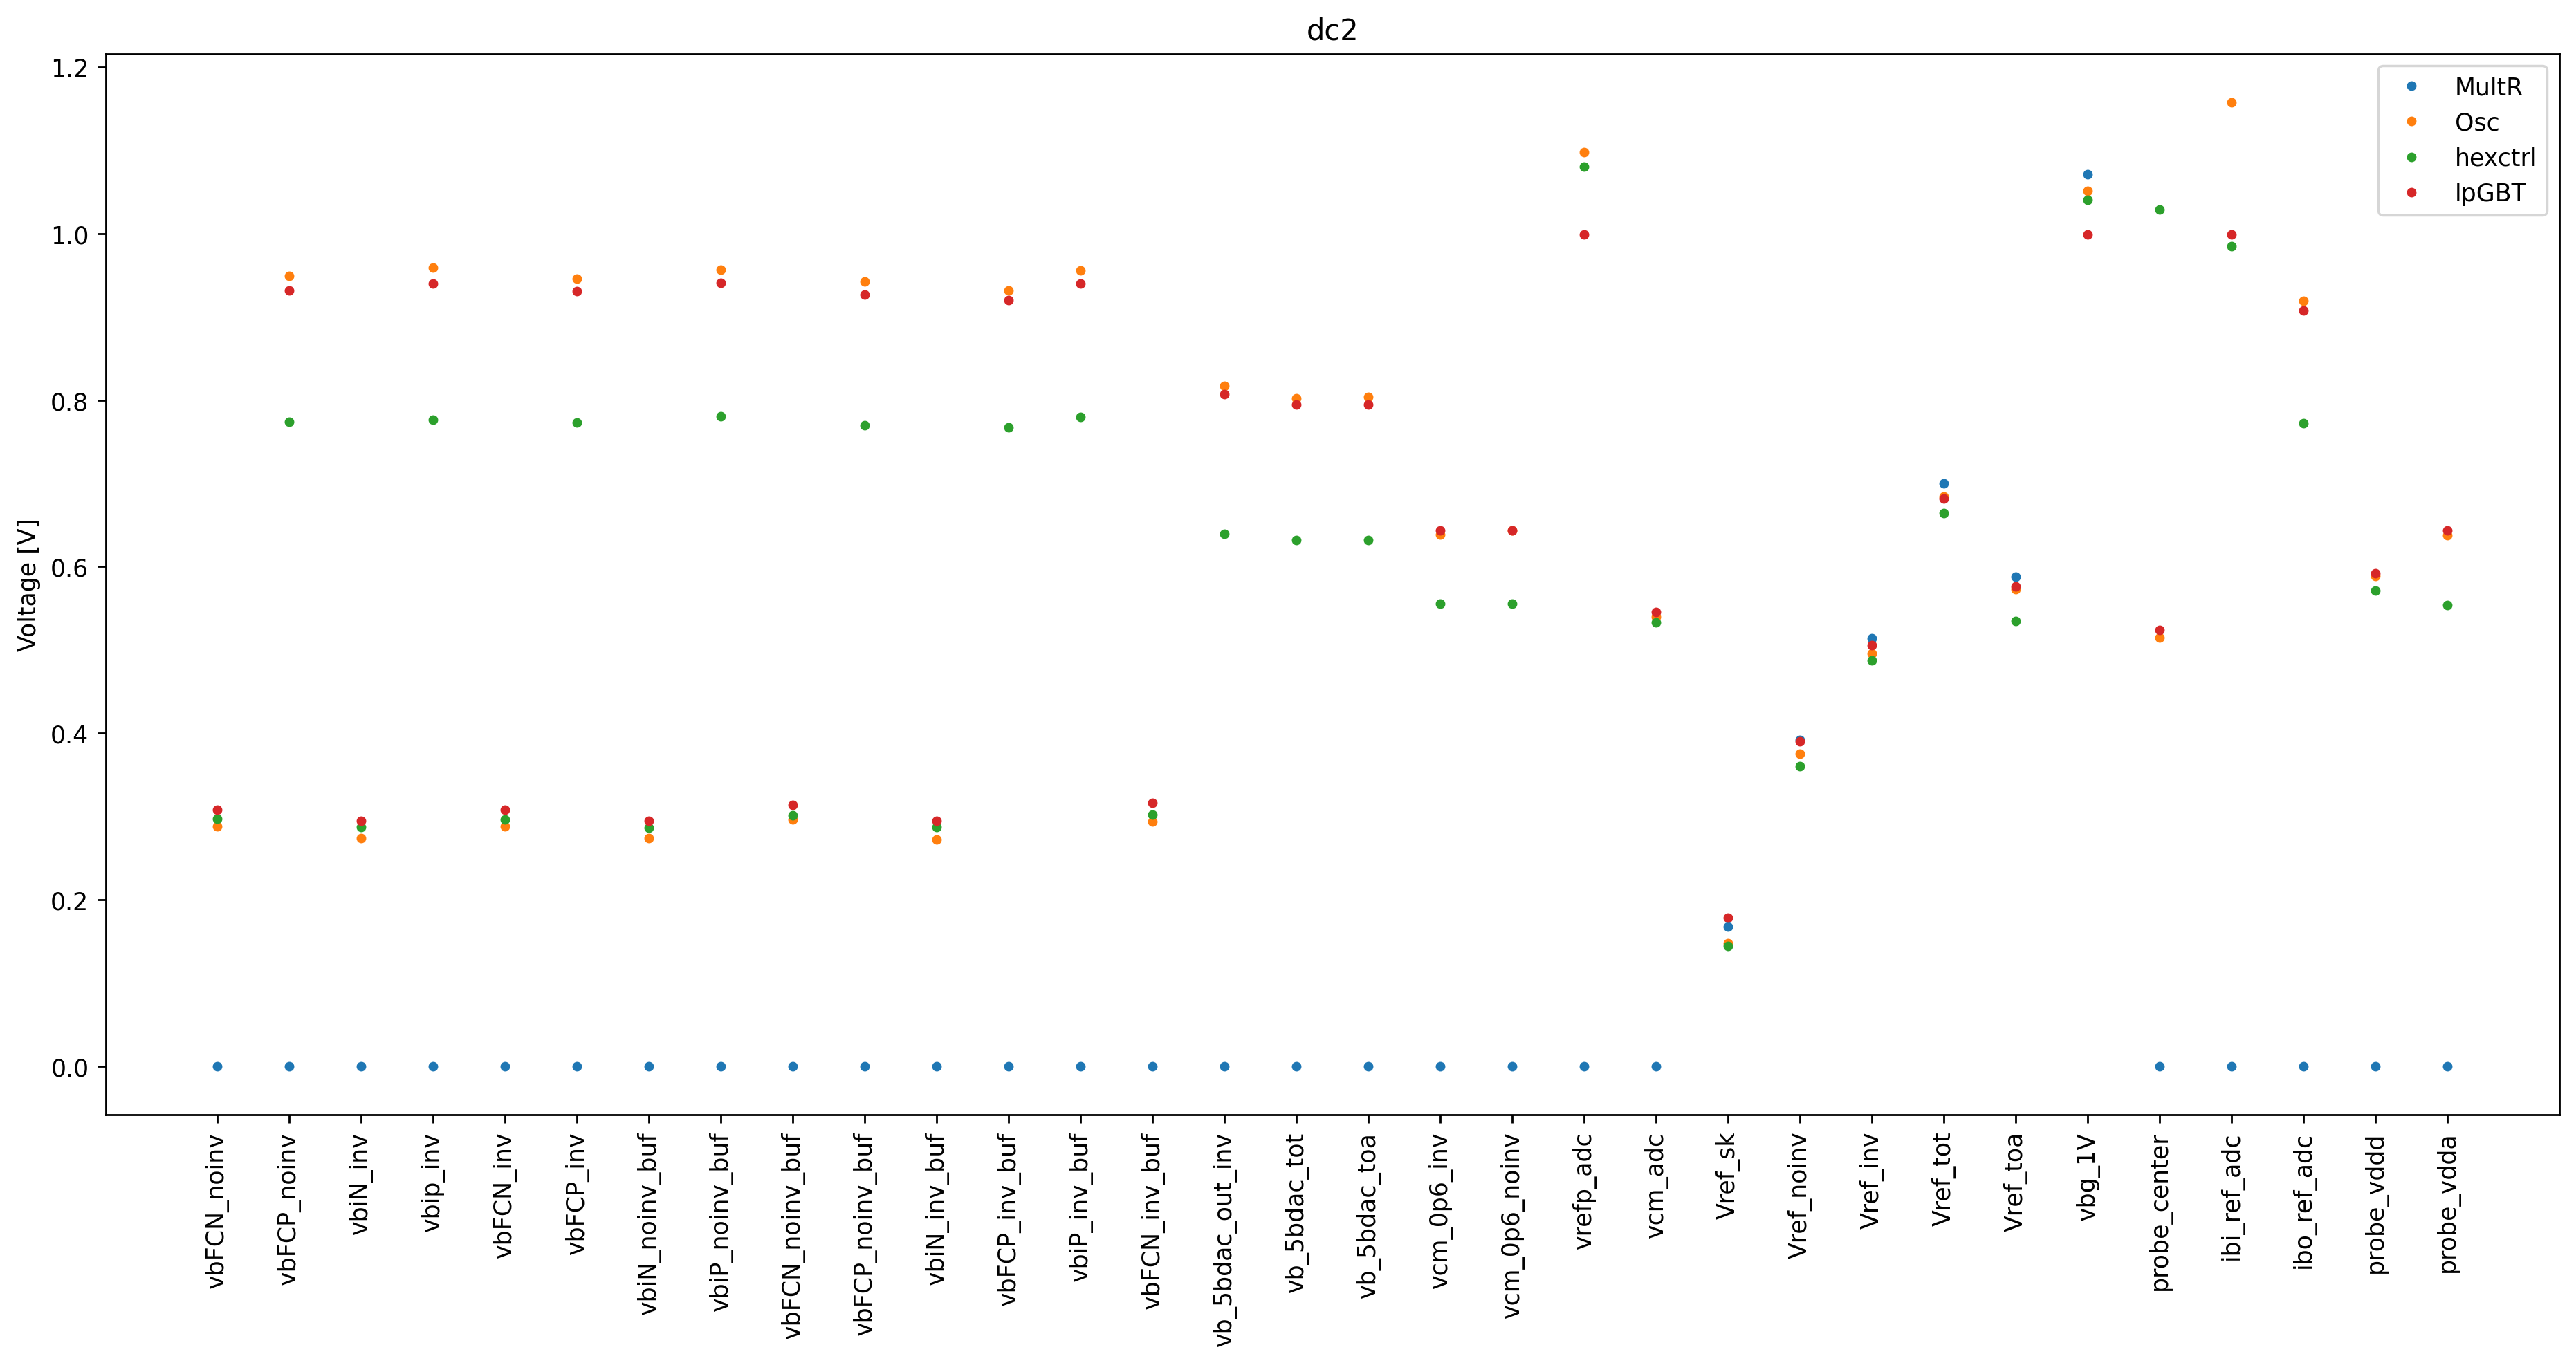 dc2
1.2
1.0
0.8
0.6
0.4
0.2
0.0
Voltage [V]
MultR
Osc
hexctrl
lpGBT
vbFCN_noinv
vbFCP_noinv
vbiN_inv
vbip_inv
vbFCN_inv
vbFCP_inv
vbiN_noinv_buf
vbiP_noinv_buf
vbFCN_noinv_buf
vbFCP_noinv_buf
vbiN_inv_buf
vbFCP_inv_buf
vbiP_inv_buf
vbFCN_inv_buf
vb_5bdac_out_inv
vb_5bdac_tot
vb_5bdac_toa
vcm_0p6_inv
vcm_0p6_noinv
vrefp_adc
vcm_adc
Vref_sk
Vref_noinv
Vref_inv
Vref_tot
Vref_toa
vbg_1V
probe_center
ibi_ref_adc
ibo_ref_adc
probe_vddd
probe_vdda